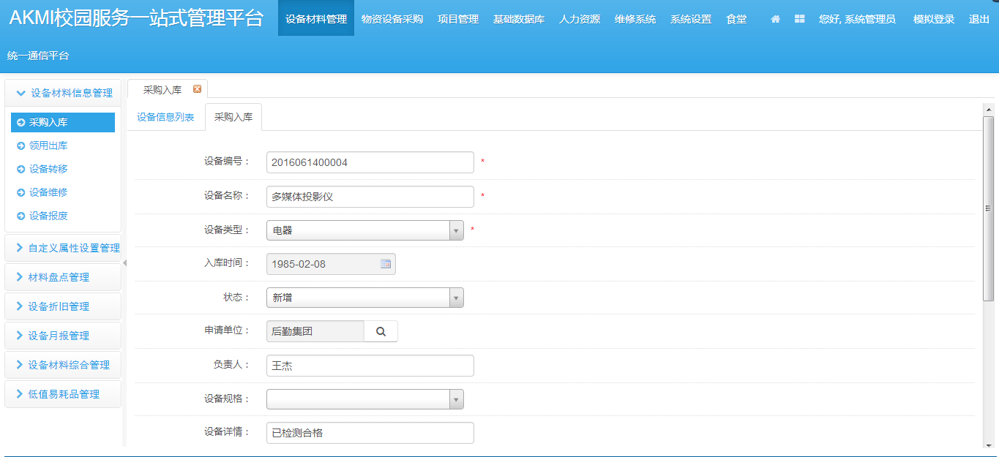 AKMI校园服务一站式管理平台
设备材料管理 物资设备采购 项目管理 基础数据库 人力资源 维修系统 系统设置 食堂 您好, 系统管理员 模拟登录 退出
统一通信平台
设备材料信息管理
采购入库
领用出库
设备转移
设备维修
设备报废
自定义属性设置管理
材料盘点管理
设备折旧管理
设备月报管理
设备材料综合管理
低值易耗品管理
采购入库
设备信息列表 采购入库
设备编号： 2016061400004 *
设备名称： 多媒体投影仪 *
设备类型： 电器 *
入库时间： 1985-02-08
状态： 新增
申请单位： 后勤集团
负责人： 王杰
设备规格：
设备详情： 已检测合格